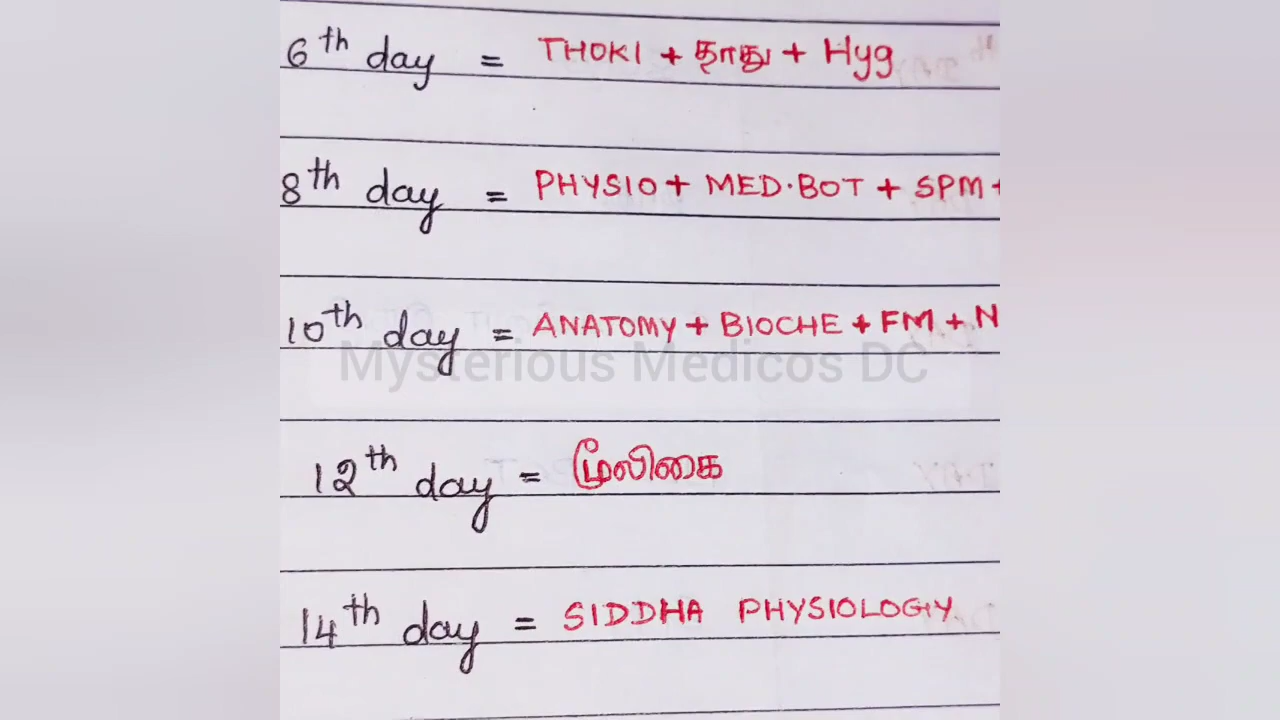 6th day = THOKI + தாது + Hyg
8th day = PHYSIO + MED.BOT + SPM +
10th day = ANATOMY + BIOCHE + FM + N
Mysterious Medicos DC
12th day = மூலிகை
14th day = SIDDHA PHYSIOLOGY